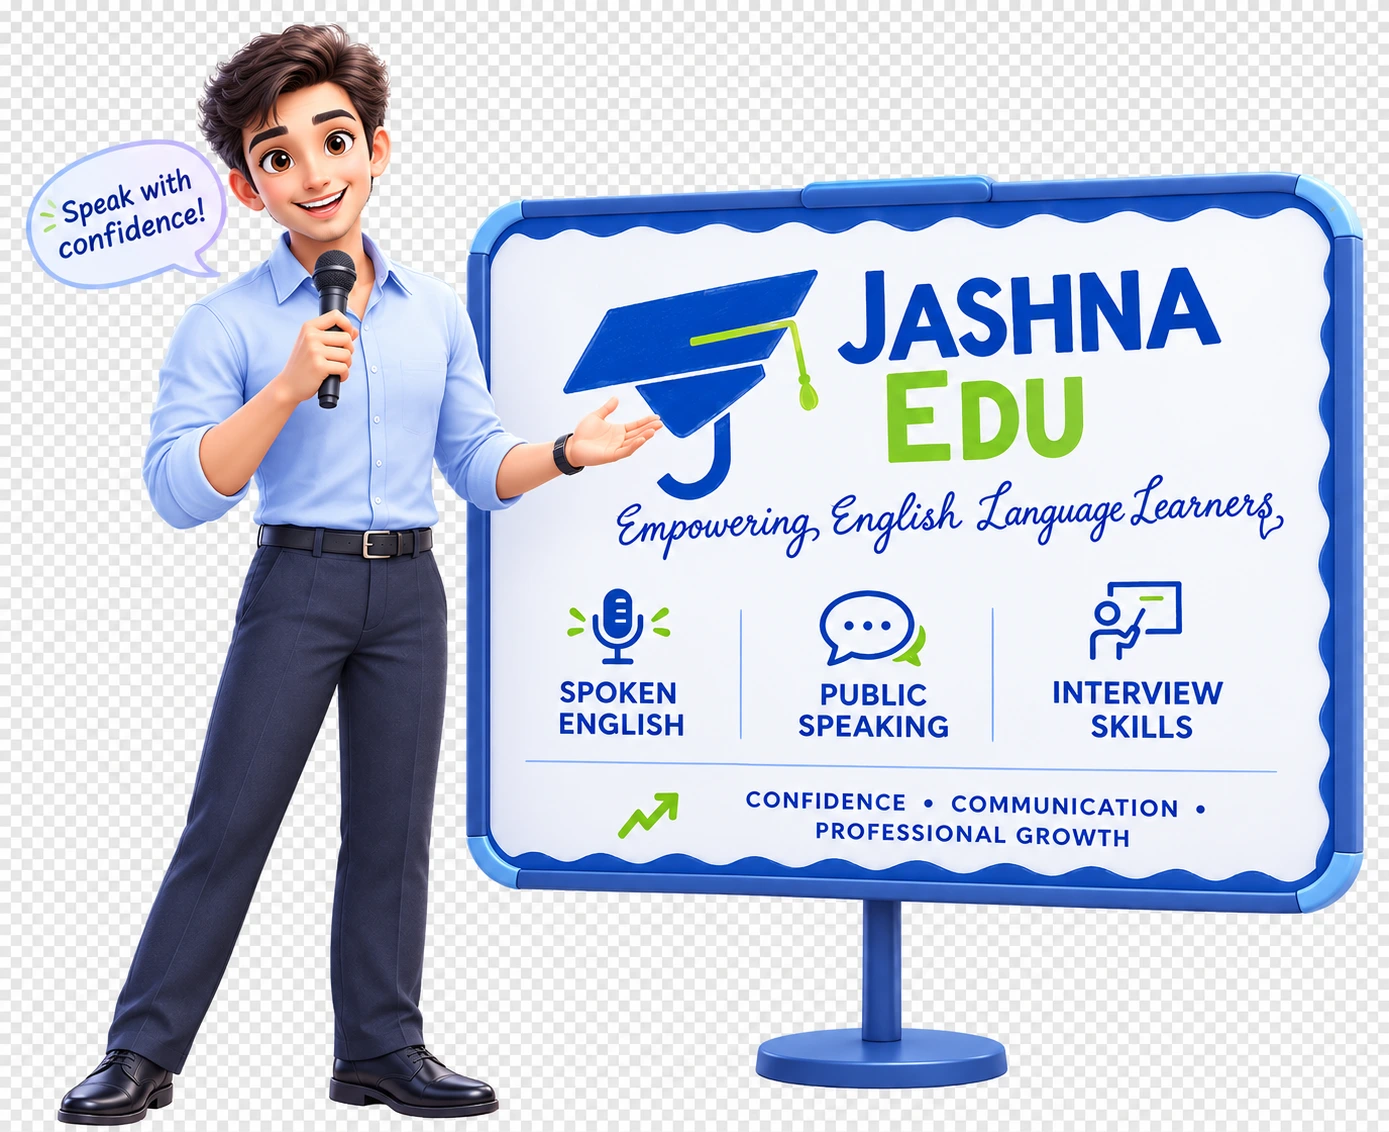 Speak with
confidence!
JASHNA
EDU
Empowering English Language Learners
SPOKEN
ENGLISH
PUBLIC
SPEAKING
INTERVIEW
SKILLS
CONFIDENCE • COMMUNICATION •
PROFESSIONAL GROWTH